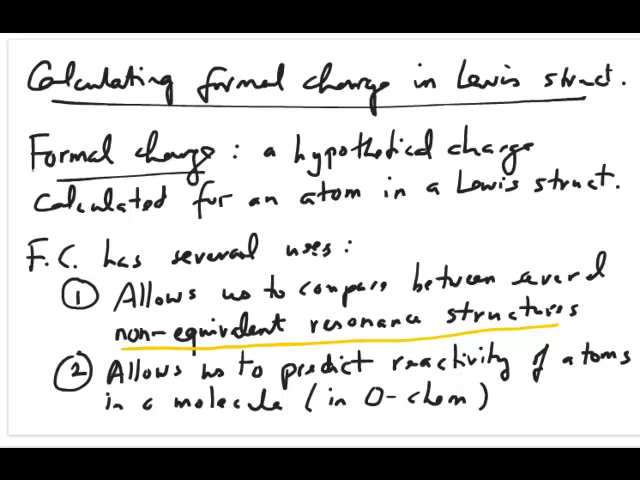 Calculating formal charge in Lewis struct.
Formal charge : a hypothetical charge
calculated for an atom in a Lewis struct.
F.C. has several uses :
① Allows us to compare between several
non-equivalent resonance structures
② Allows us to predict reactivity of atoms
in a molecule ( in O-chem )